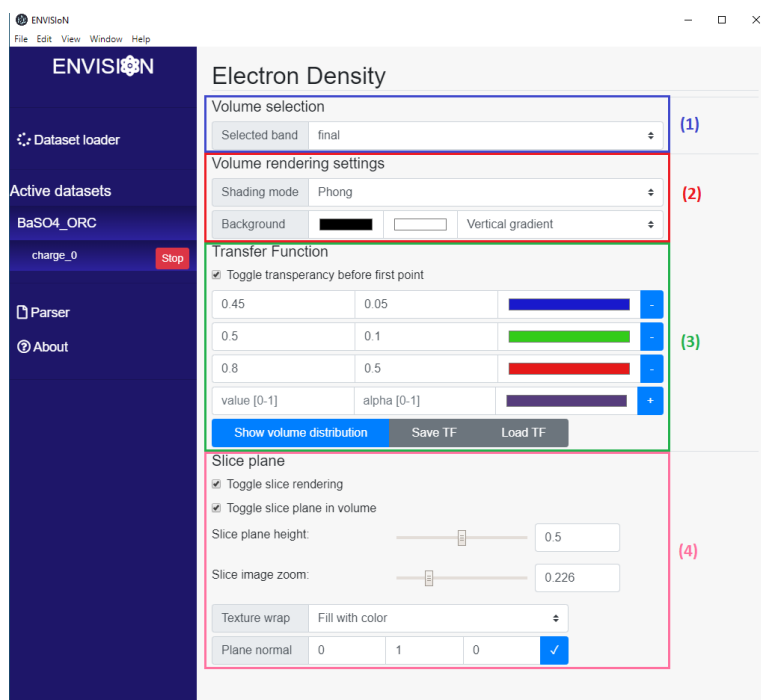 ENVISIoN
File Edit View Window Help
ENVISION
Electron Density
Volume selection
Selected band final
(1)
Dataset loader
Volume rendering settings
Active datasets
Shading mode Phong
(2)
BaSO4_ORC
Background Vertical gradient
charge_0 Stop
Transfer Function
Toggle transperancy before first point
0.45 0.05 -
Parser
0.5 0.1 -
About
(3)
0.8 0.5 -
value [0-1] alpha [0-1] +
Show volume distribution Save TF Load TF
Slice plane
Toggle slice rendering
Toggle slice plane in volume
Slice plane height: 0.5
(4)
Slice image zoom: 0.226
Texture wrap Fill with color
Plane normal 0 1 0